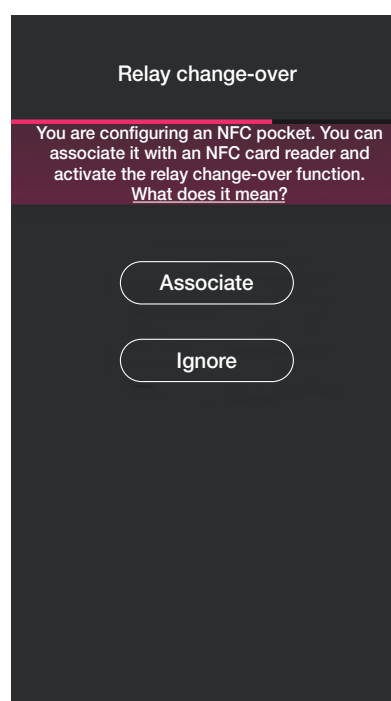 Relay change-over
You are configuring an NFC pocket. You can
associate it with an NFC card reader and
activate the relay change-over function.
What does it mean?
Associate
Ignore